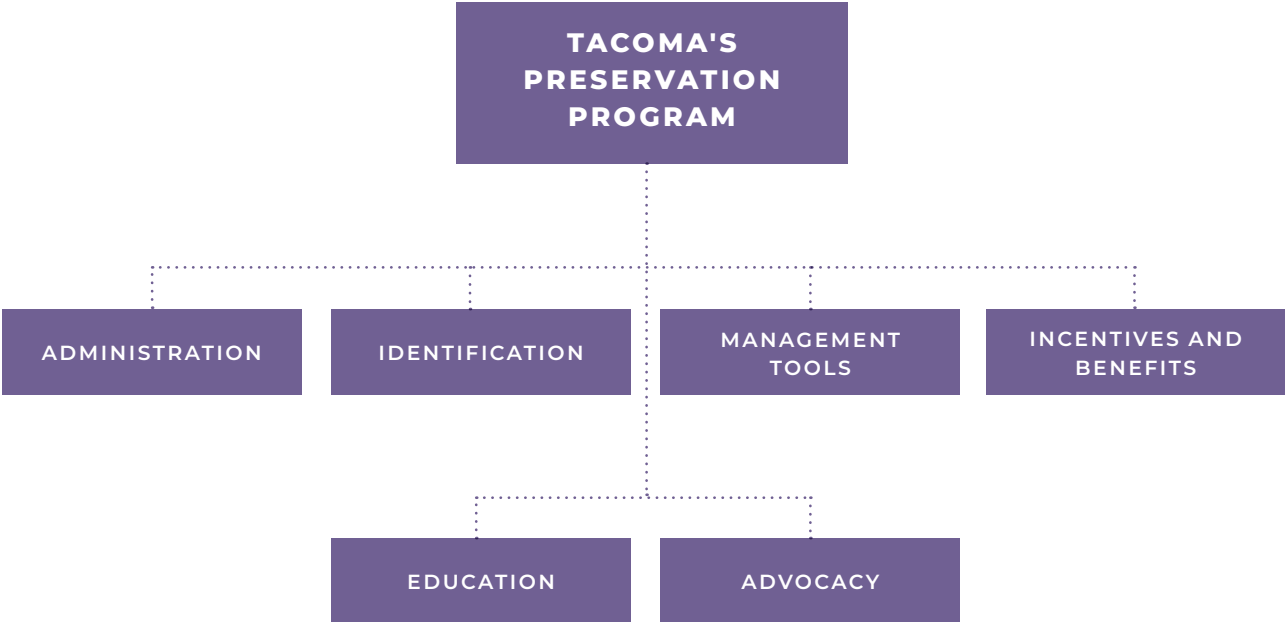 TACOMA'S
PRESERVATION
PROGRAM
ADMINISTRATION
IDENTIFICATION
MANAGEMENT
TOOLS
INCENTIVES AND
BENEFITS
EDUCATION
ADVOCACY